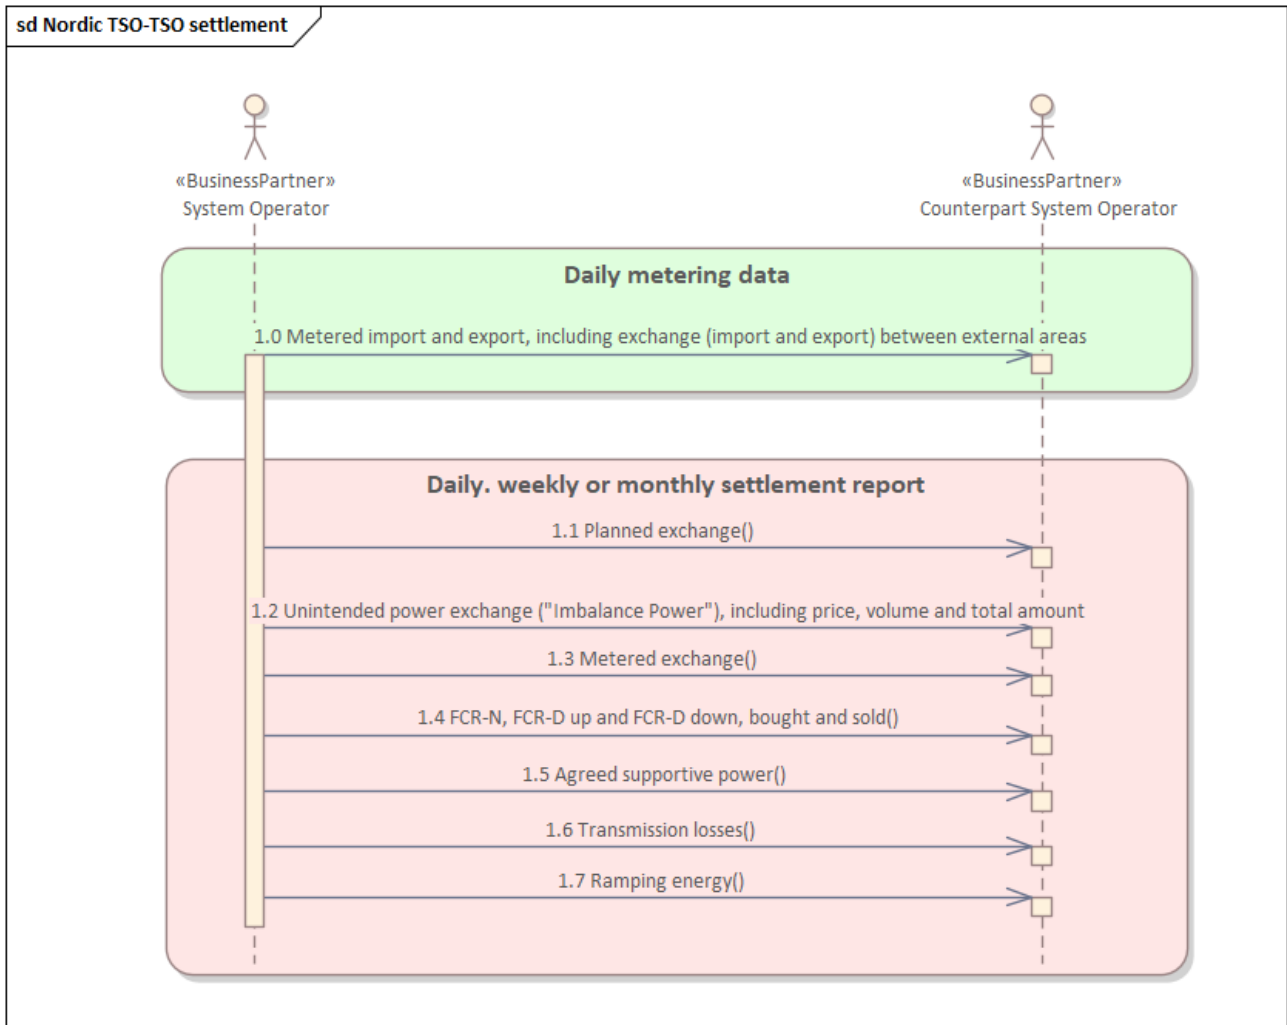 sd Nordic TSO-TSO settlement
«BusinessPartner»
System Operator
«BusinessPartner»
Counterpart System Operator
Daily metering data
1.0 Metered import and export, including exchange (import and export) between external areas
Daily. weekly or monthly settlement report
1.1 Planned exchange()
1.2 Unintended power exchange ("Imbalance Power"), including price, volume and total amount
1.3 Metered exchange()
1.4 FCR-N, FCR-D up and FCR-D down, bought and sold()
1.5 Agreed supportive power()
1.6 Transmission losses()
1.7 Ramping energy()